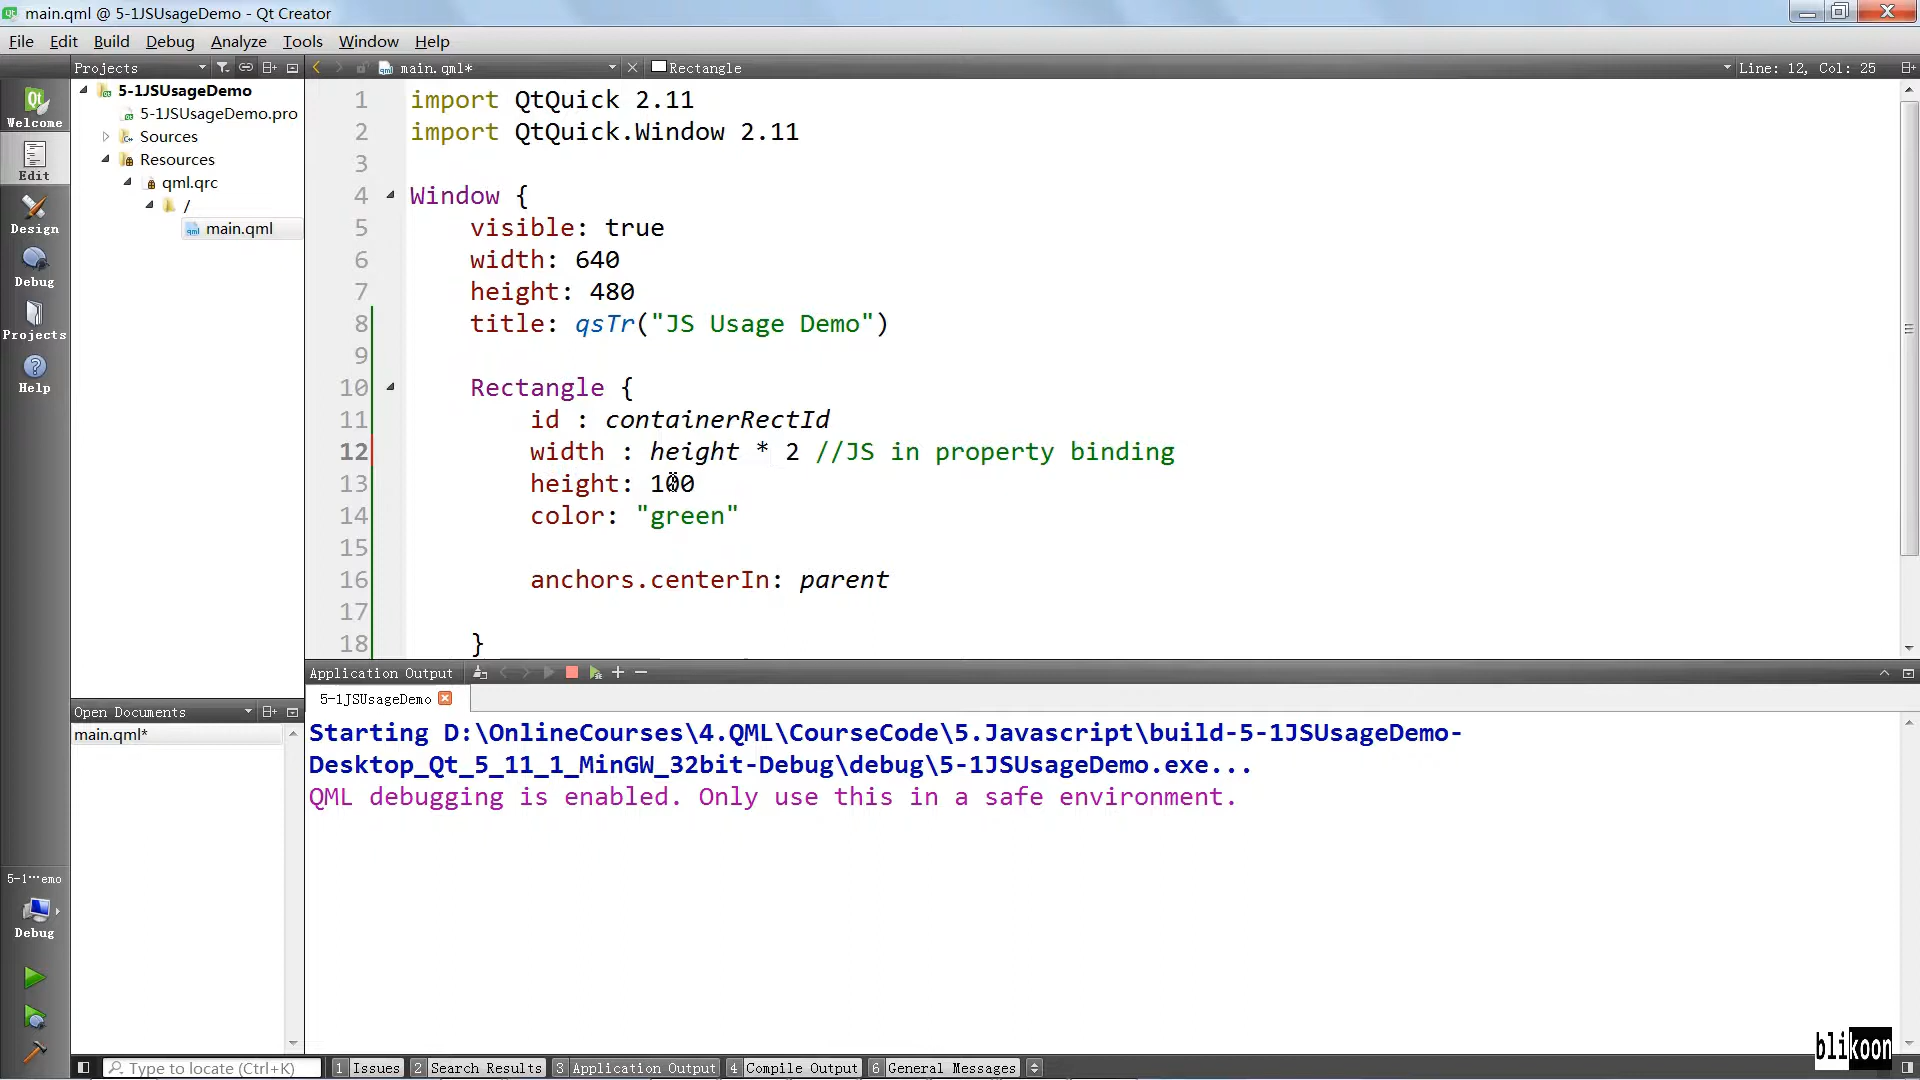 main.qml @ 5-1JSUsageDemo - Qt Creator
File Edit Build Debug Analyze Tools Window Help
Projects
main.qml*
Rectangle
Line: 12, Col: 25
Welcome
Edit
Design
Debug
Projects
Help
5-1JSUsageDemo
5-1JSUsageDemo.pro
Sources
Resources
qml.qrc
/
main.qml
1 import QtQuick 2.11
2 import QtQuick.Window 2.11
3
4 Window {
5 visible: true
6 width: 640
7 height: 480
8 title: qsTr("JS Usage Demo")
9
10 Rectangle {
11 id : containerRectId
12 width : height * 2 //JS in property binding
13 height: 100
14 color: "green"
15
16 anchors.centerIn: parent
17
18 }
Open Documents
main.qml*
Application Output
5-1JSUsageDemo
Starting D:\OnlineCourses\4.QML\CourseCode\5.Javascript\build-5-1JSUsageDemo-
Desktop_Qt_5_11_1_MinGW_32bit-Debug\debug\5-1JSUsageDemo.exe...
QML debugging is enabled. Only use this in a safe environment.
5-1···emo
Debug
Type to locate (Ctrl+K)
1 Issues 2 Search Results 3 Application Output 4 Compile Output 6 General Messages
blikoon